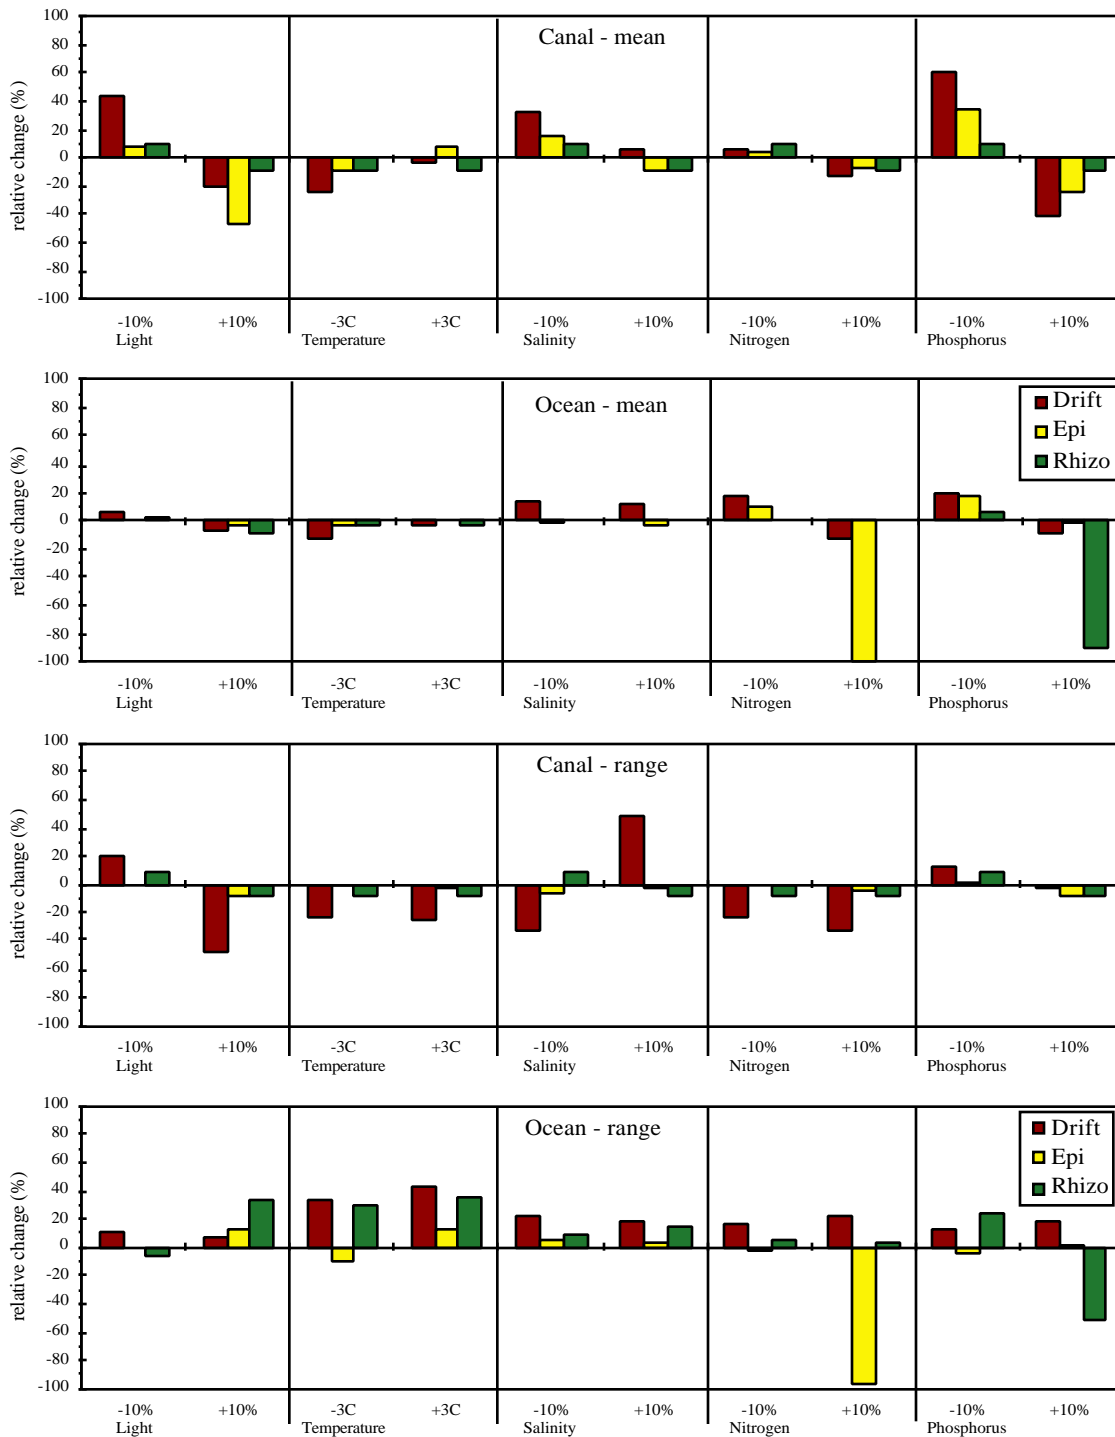 Canal - mean
relative change (%)
100
80
60
40
20
0
-20
-40
-60
-80
-100
-10% +10% -3C +3C -10% +10% -10% +10% -10% +10%
Light Temperature Salinity Nitrogen Phosphorus
Ocean - mean
relative change (%)
100
80
60
40
20
0
-20
-40
-60
-80
-100
Drift
Epi
Rhizo
-10% +10% -3C +3C -10% +10% -10% +10% -10% +10%
Light Temperature Salinity Nitrogen Phosphorus
Canal - range
relative change (%)
100
80
60
40
20
0
-20
-40
-60
-80
-100
-10% +10% -3C +3C -10% +10% -10% +10% -10% +10%
Light Temperature Salinity Nitrogen Phosphorus
Ocean - range
relative change (%)
100
80
60
40
20
0
-20
-40
-60
-80
-100
Drift
Epi
Rhizo
-10% +10% -3C +3C -10% +10% -10% +10% -10% +10%
Light Temperature Salinity Nitrogen Phosphorus